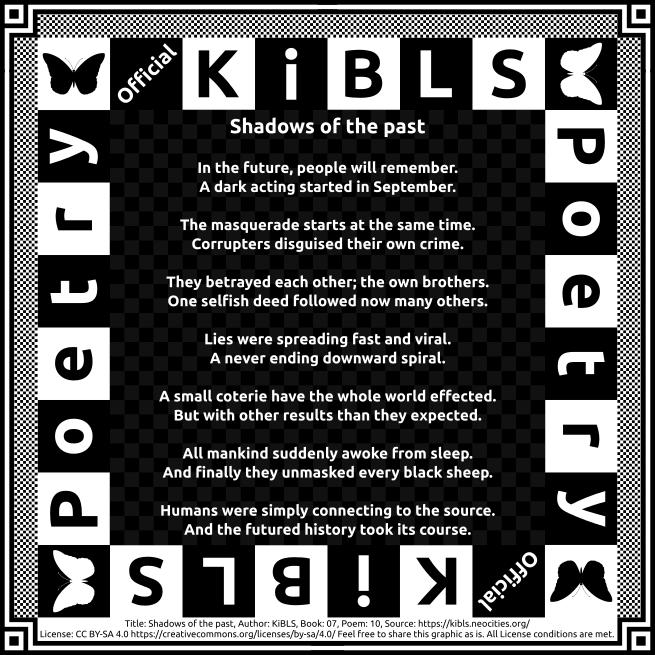 Official KiBLS
Poetry
Poetry
Shadows of the past
In the future, people will remember.
A dark acting started in September.
The masquerade starts at the same time.
Corrupters disguised their own crime.
They betrayed each other; the own brothers.
One selfish deed followed now many others.
Lies were spreading fast and viral.
A never ending downward spiral.
A small coterie have the whole world effected.
But with other results than they expected.
All mankind suddenly awoke from sleep.
And finally they unmasked every black sheep.
Humans were simply connecting to the source.
And the futured history took its course.
Official KiBLS
Title: Shadows of the past, Author: KiBLS, Book: 07, Poem: 10, Source: https://kibls.neocities.org/
License: CC BY-SA 4.0 https://creativecommons.org/licenses/by-sa/4.0/ Feel free to share this graphic as is. All License conditions are met.